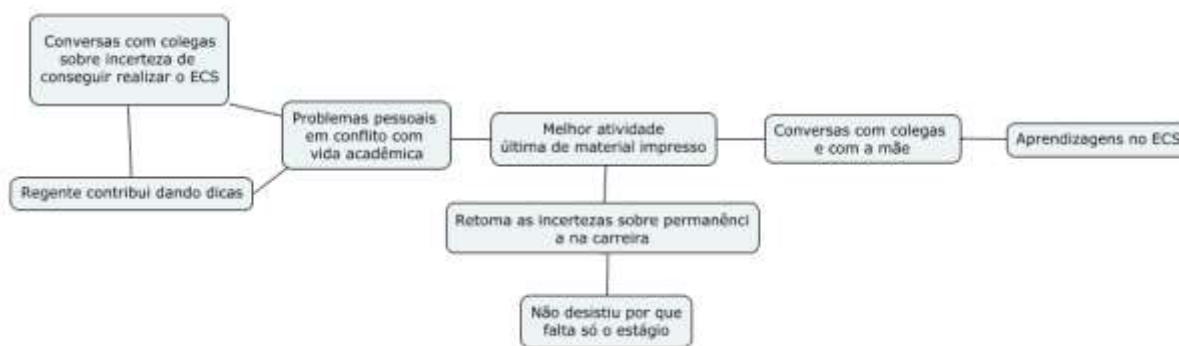 Conversas com colegas
sobre incerteza de
conseguir realizar o ECS
Problemas pessoais
em conflito com
vida acadêmica
Regente contribui dando dicas
Melhor atividade
última de material impresso
Conversas com colegas
e com a mãe
Aprendizagens no ECS
Retoma as incertezas sobre permanênci
a na carreira
Não desistiu por que
falta só o estágio